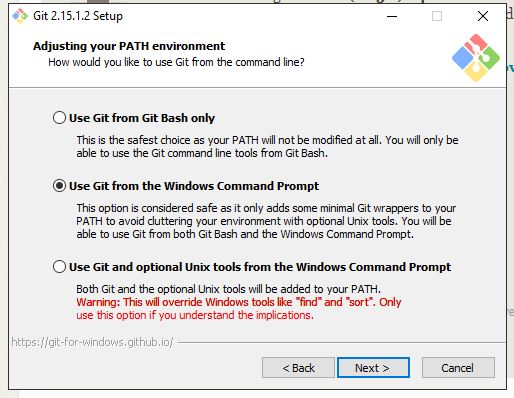 Git 2.15.1.2 Setup
Adjusting your PATH environment
How would you like to use Git from the command line?
Use Git from Git Bash only
This is the safest choice as your PATH will not be modified at all. You will only be
able to use the Git command line tools from Git Bash.
Use Git from the Windows Command Prompt
This option is considered safe as it only adds some minimal Git wrappers to your
PATH to avoid cluttering your environment with optional Unix tools. You will be
able to use Git from both Git Bash and the Windows Command Prompt.
Use Git and optional Unix tools from the Windows Command Prompt
Both Git and the optional Unix tools will be added to your PATH.
Warning: This will override Windows tools like "find" and "sort". Only
use this option if you understand the implications.
https://git-for-windows.github.io/
< Back
Next >
Cancel